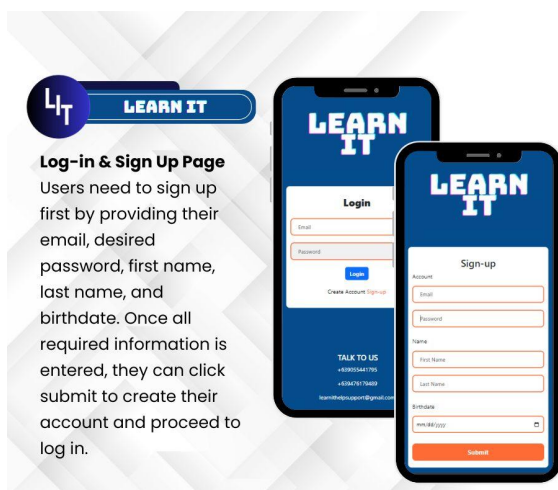 LIT
LEARN IT
Log-in & Sign Up Page
Users need to sign up
first by providing their
email, desired
password, first name,
last name, and
birthdate. Once all
required information is
entered, they can click
submit to create their
account and proceed to
log in.
LEARN
IT
Login
Email
Password
Login
Create Account Sign-up
TALK TO US
+639055441795
+639476179489
learnithelpsupport@gmail.com
LEARN
IT
Sign-up
Account
Email
Password
Name
First Name
Last Name
Birthdate
mm/dd/yyyy
Submit